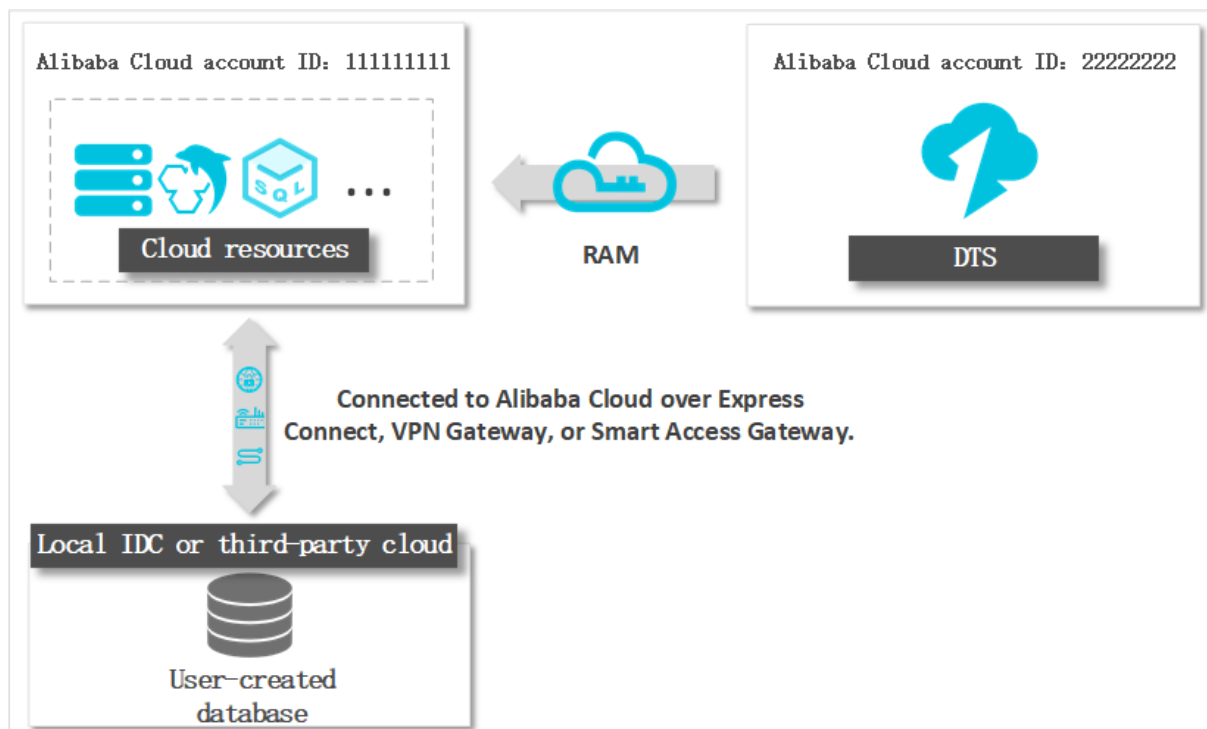 Alibaba Cloud account ID: 111111111
SQL
...
Cloud resources
RAM
Alibaba Cloud account ID: 22222222
DTS
Connected to Alibaba Cloud over Express
Connect, VPN Gateway, or Smart Access Gateway.
Local IDC or third-party cloud
User-created
database